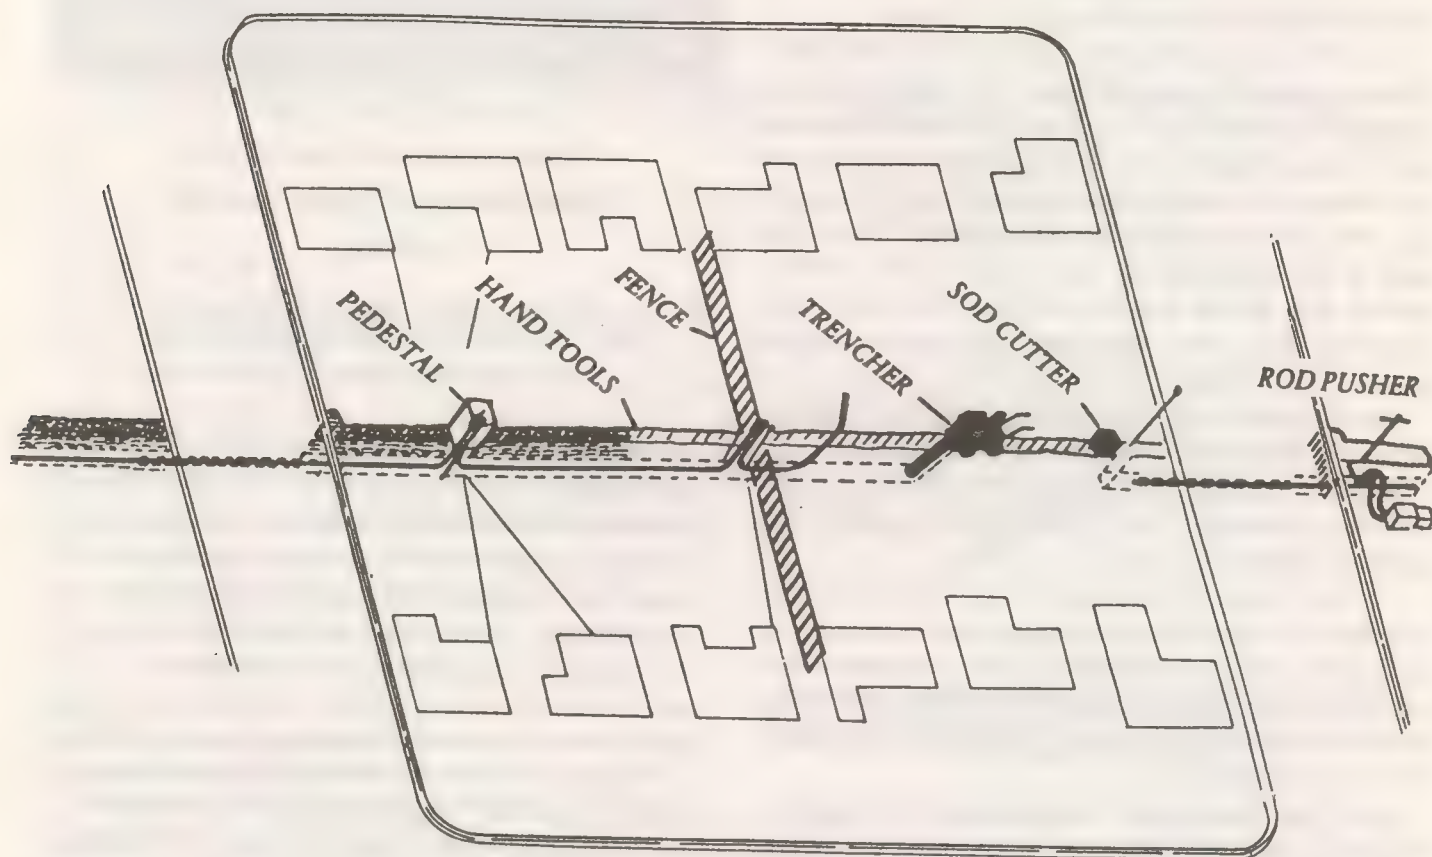 PEDESTAL
HAND TOOLS
FENCE
TRENCHER
SOD CUTTER
ROD PUSHER